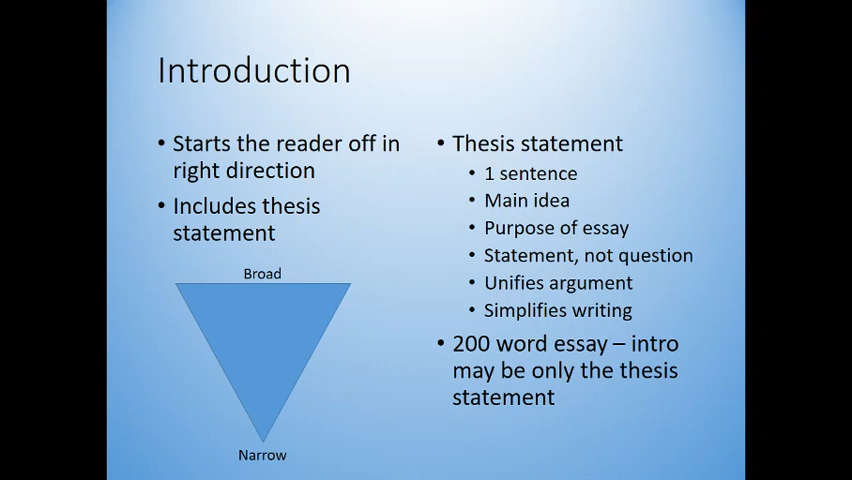 Introduction
• Starts the reader off in
right direction
• Includes thesis
statement
Broad
Narrow
• Thesis statement
• 1 sentence
• Main idea
• Purpose of essay
• Statement, not question
• Unifies argument
• Simplifies writing
• 200 word essay – intro
may be only the thesis
statement